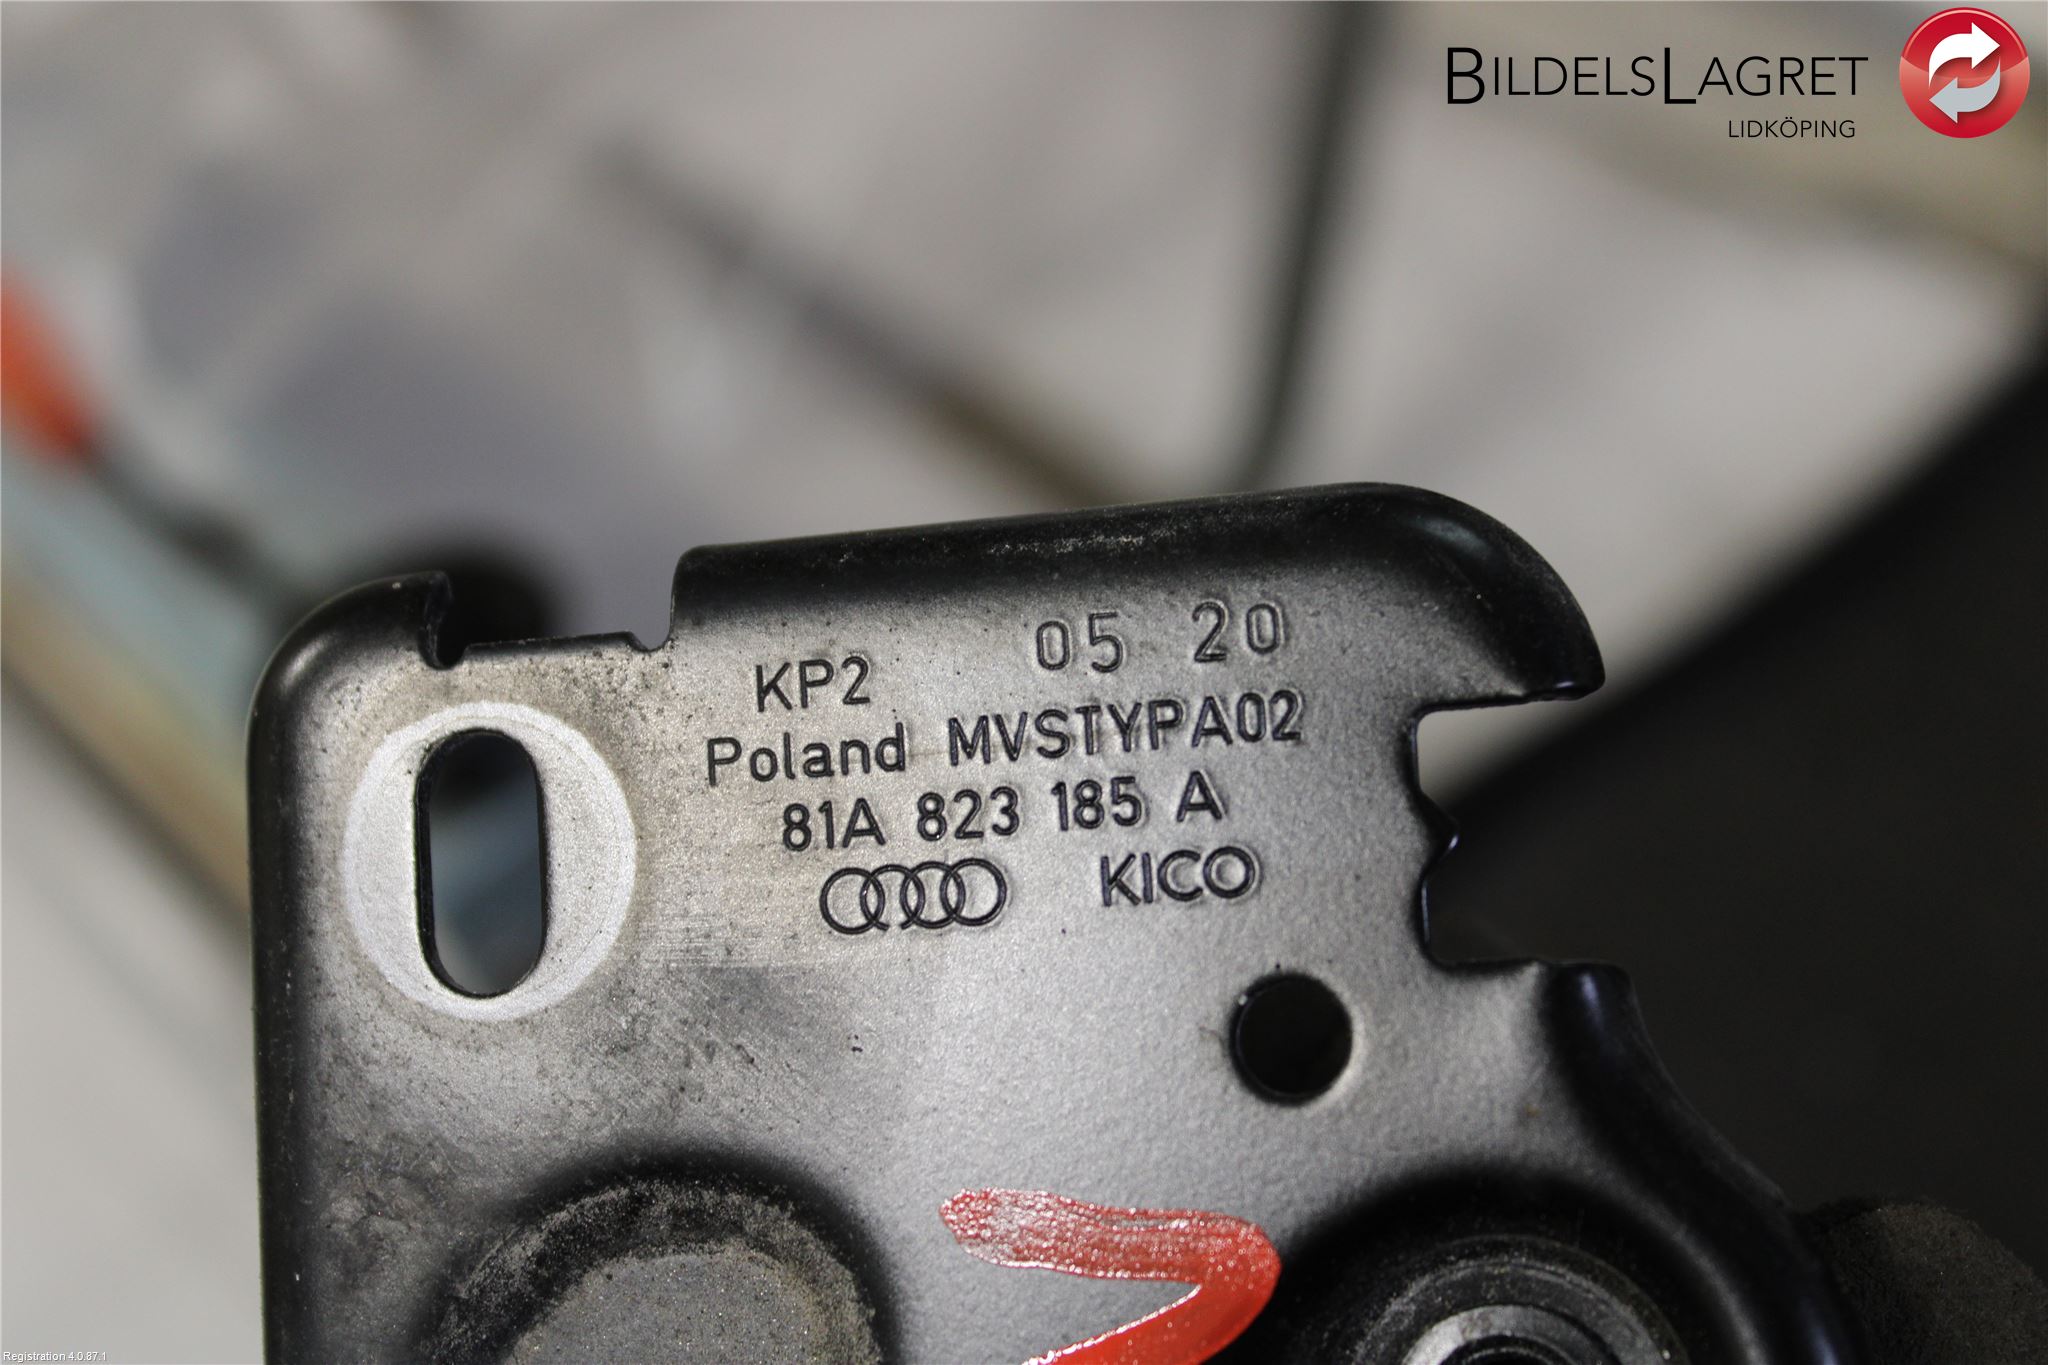 BILDELSLAGRET
LIDKÖPING
05 20
KP2
Poland MVSTYPA02
81A 823 185 A
KICO
Registration 4.0.87.1